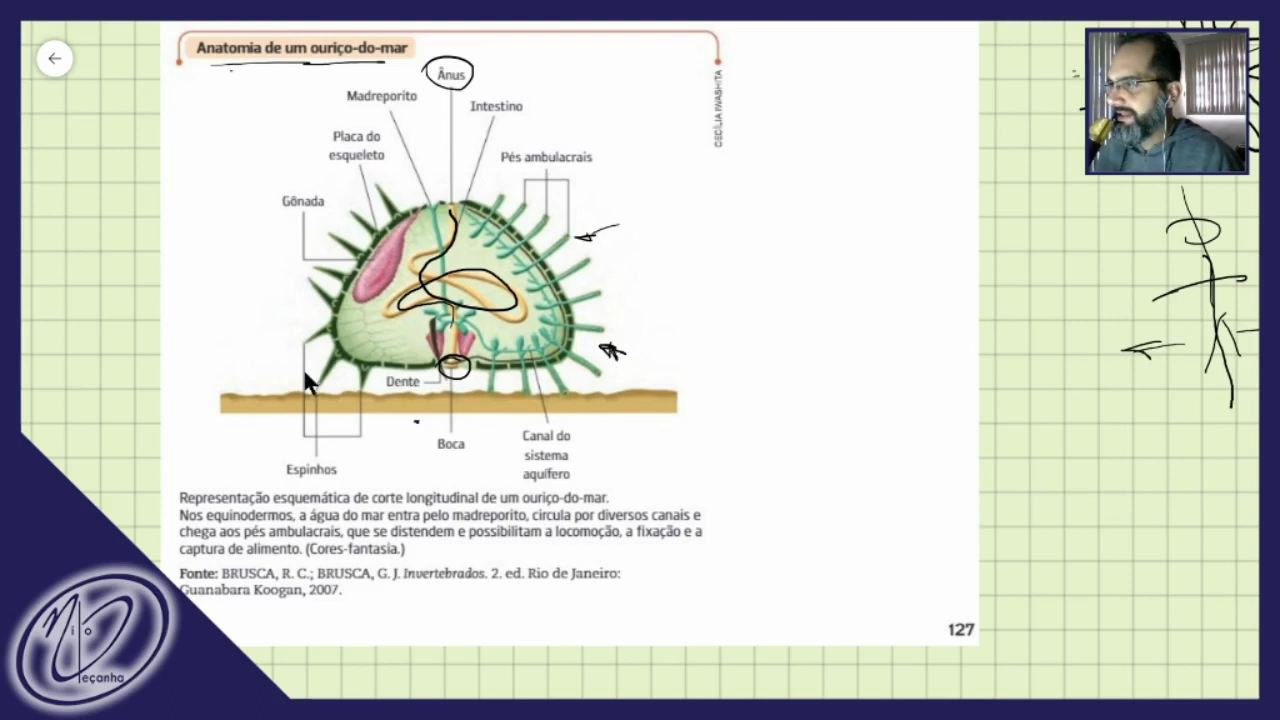 Anatomia de um ouriço-do-mar
Ânus
Madreporito
Intestino
Placa do
esqueleto
Pés ambulacrais
Gônada
CECÍLIA IWASHITA
Dente
Boca
Canal do
sistema
aquífero
Espinhos
Representação esquemática de corte longitudinal de um ouriço-do-mar.
Nos equinodermos, a água do mar entra pelo madreporito, circula por diversos canais e
chega aos pés ambulacrais, que se distendem e possibilitam a locomoção, a fixação e a
captura de alimento. (Cores-fantasia.)
Fonte: BRUSCA, R. C.; BRUSCA, G. J. Invertebrados. 2. ed. Rio de Janeiro:
Guanabara Koogan, 2007.
127